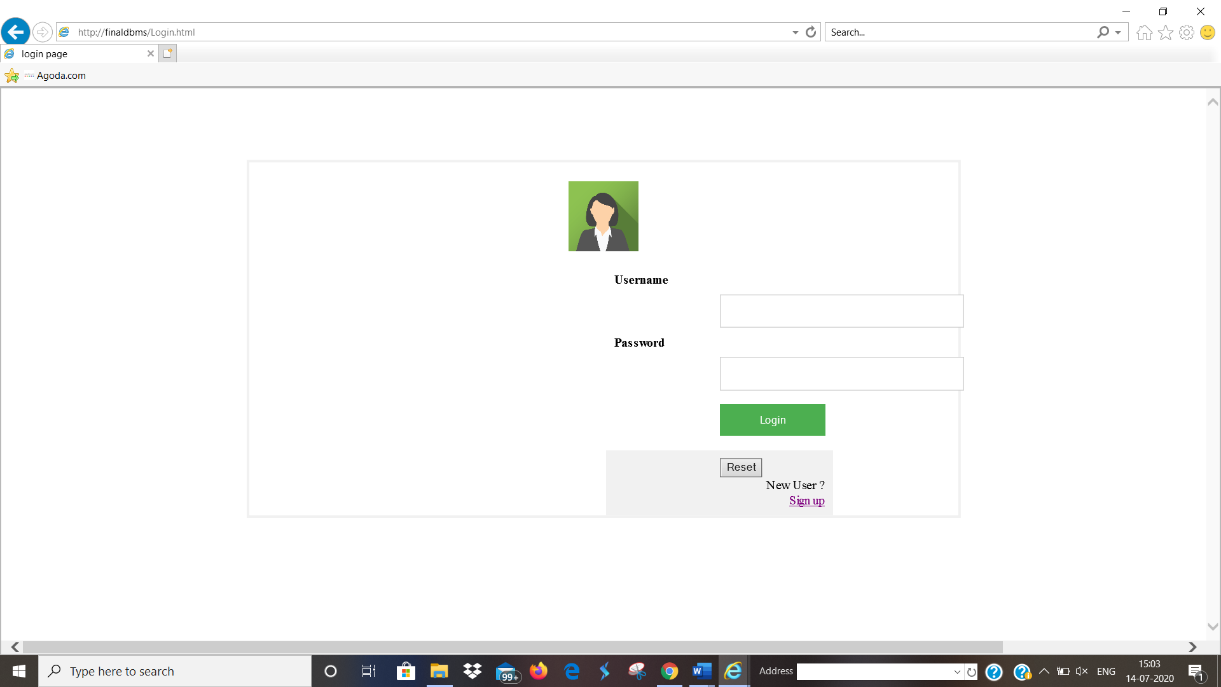 http://finaldbms/Login.html
Search...
login page
Agoda.com
Username
Password
Login
Reset
New User ?
Sign up
Type here to search
99+
Address
ENG
15:03
14-07-2020
1